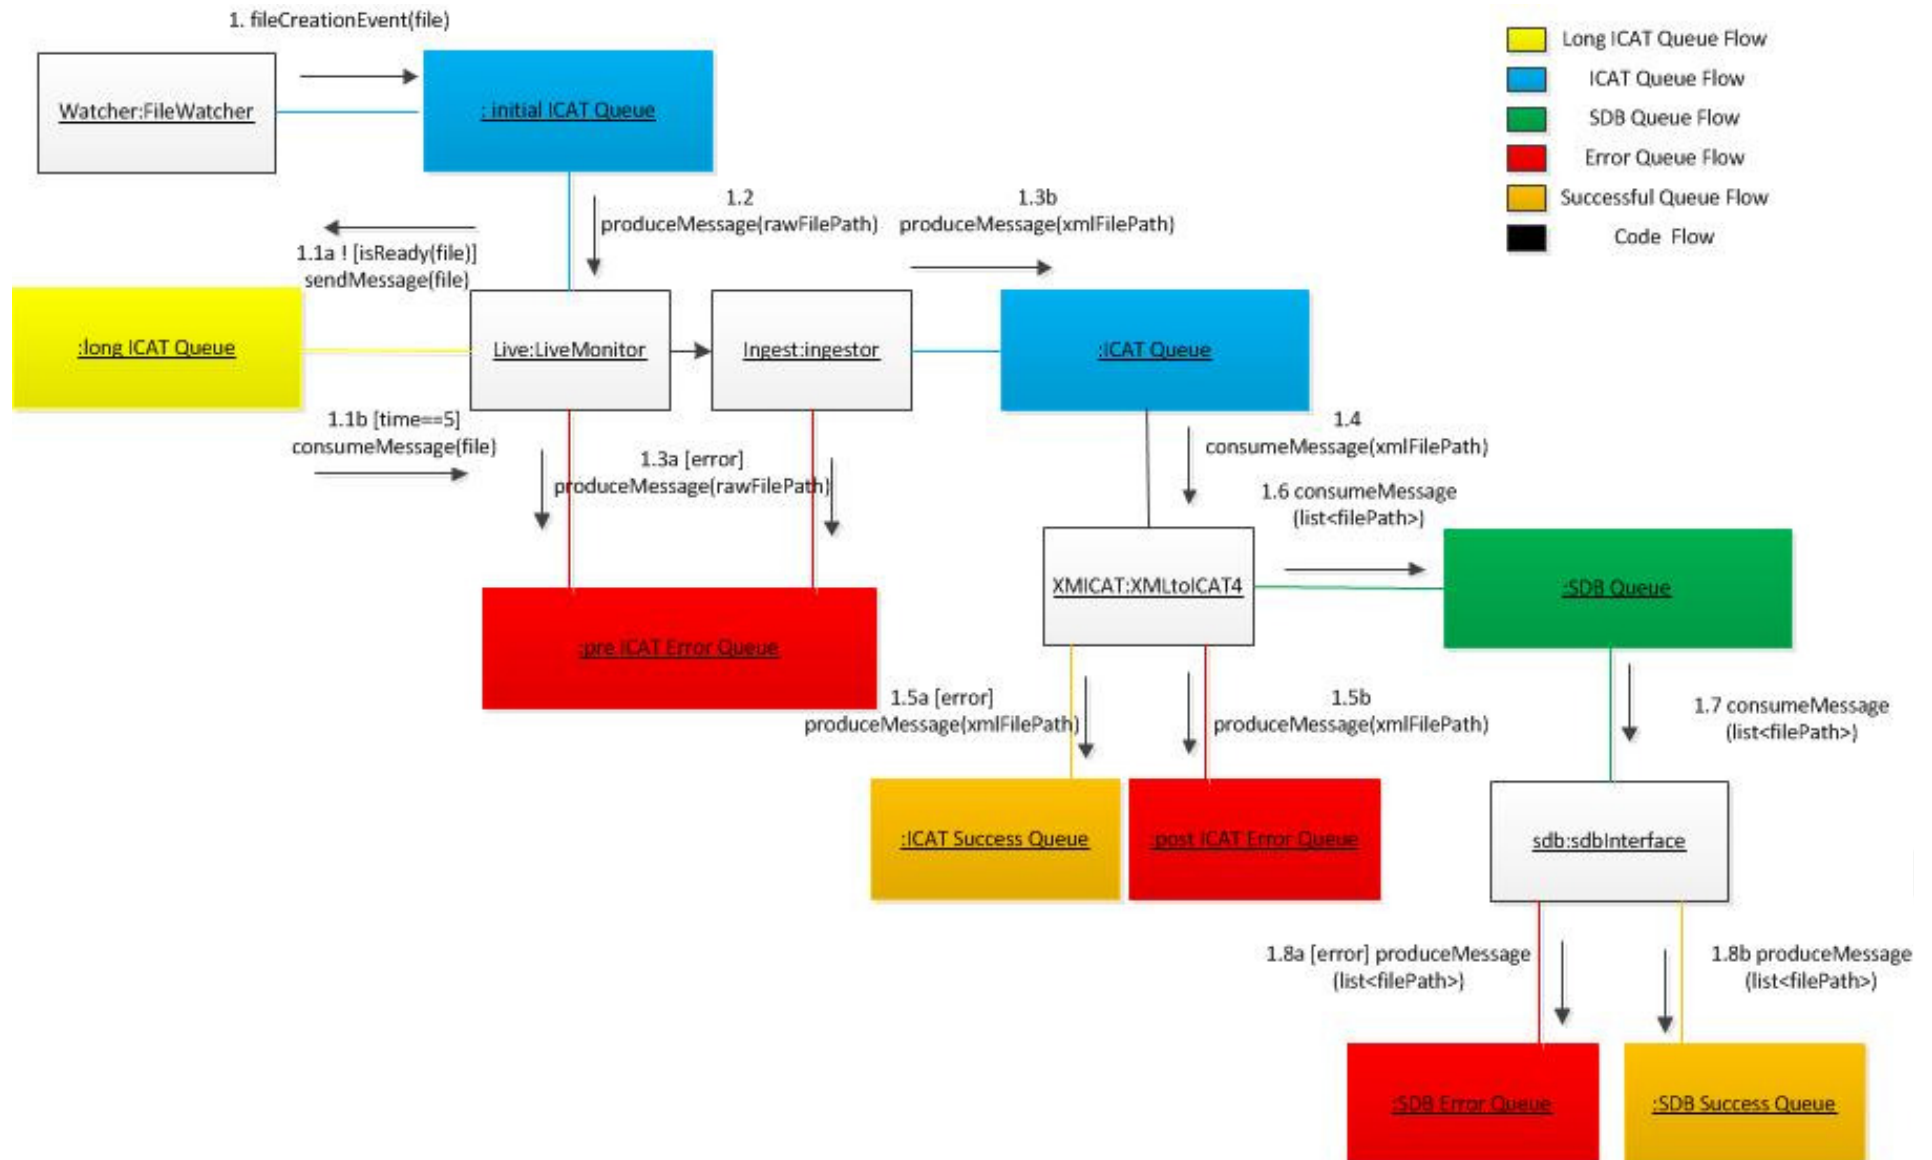 1. fileCreationEvent(file)
Watcher:FileWatcher
: initial ICAT Queue
Long ICAT Queue Flow
ICAT Queue Flow
SDB Queue Flow
Error Queue Flow
Successful Queue Flow
Code Flow
1.2
produceMessage(rawFilePath)
1.3b
produceMessage(xmlFilePath)
1.1a ! [isReady(file)]
sendMessage(file)
:long ICAT Queue
Live:LiveMonitor
Ingest:ingestor
:ICAT Queue
1.1b [time==5]
consumeMessage(file)
1.3a [error]
produceMessage(rawFilePath)
1.4
consumeMessage(xmlFilePath)
1.6 consumeMessage
(list<filePath>)
XMICAT:XMLtoICAT4
:SDB Queue
:pre ICAT Error Queue
1.5a [error]
produceMessage(xmlFilePath)
1.5b
produceMessage(xmlFilePath)
1.7 consumeMessage
(list<filePath>)
:ICAT Success Queue
:post ICAT Error Queue
sdb:sdbInterface
1.8a [error] produceMessage
(list<filePath>)
1.8b produceMessage
(list<filePath>)
:SDB Error Queue
:SDB Success Queue